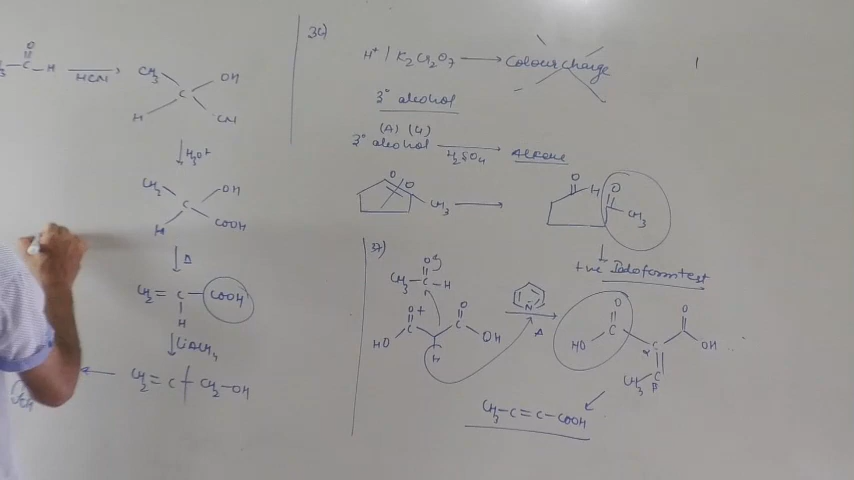 O
C — H
HCN
CH3 OH
C
H CN
H3O+
CH3 OH
C
H COOH
Δ
CH2 = C — COOH
H
LiAlH4
CH2 = C — CH2 - OH
36)
H+ / K2Cr2O7 → Colour Change
3° alcohol
(A) (4)
3° alcohol → Alkene
H2SO4
O O
CH3
O
H
O
CH3
+ve Iodoform test
37)
O
CH3 — C — H
O O
HO OH
H
N
Δ
O O
HO C OH
α
C
CH3 β
CH3 - C = C - COOH